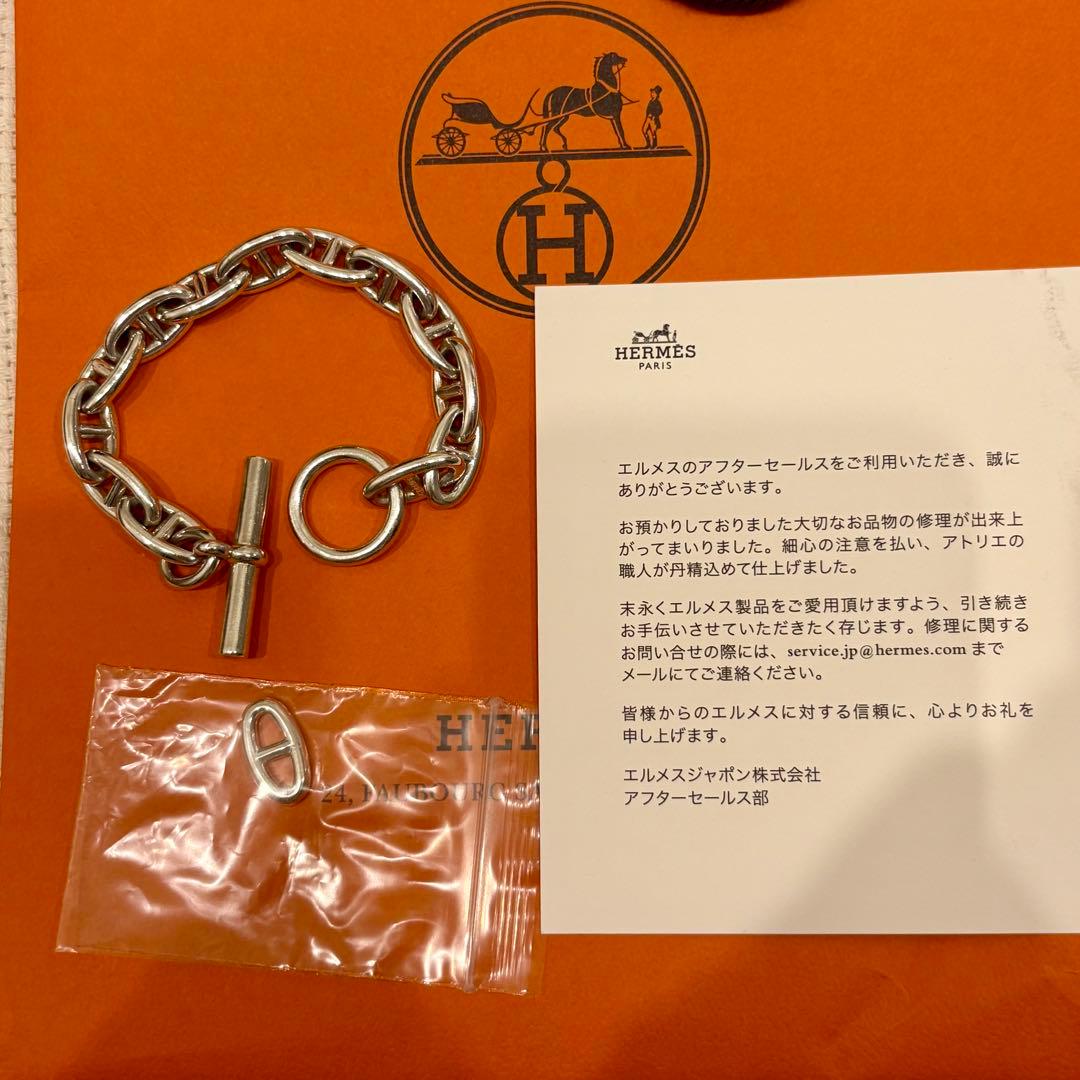 H
HERMÈS
PARIS
エルメスのアフターセールスをご利用いただき、誠に
ありがとうございます。
お預かりしておりました大切なお品物の修理が出来上
がってまいりました。細心の注意を払い、アトリエの
職人が丹精込めて仕上げました。
末永くエルメス製品をご愛用頂けますよう、引き続き
お手伝いさせていただきたく存じます。修理に関する
お問い合せの際には、service.jp@hermes.com まで
メールにてご連絡ください。
皆様からのエルメスに対する信頼に、心よりお礼を
申し上げます。
エルメスジャポン株式会社
アフターセールス部
HER
24, FAUBOURG SA